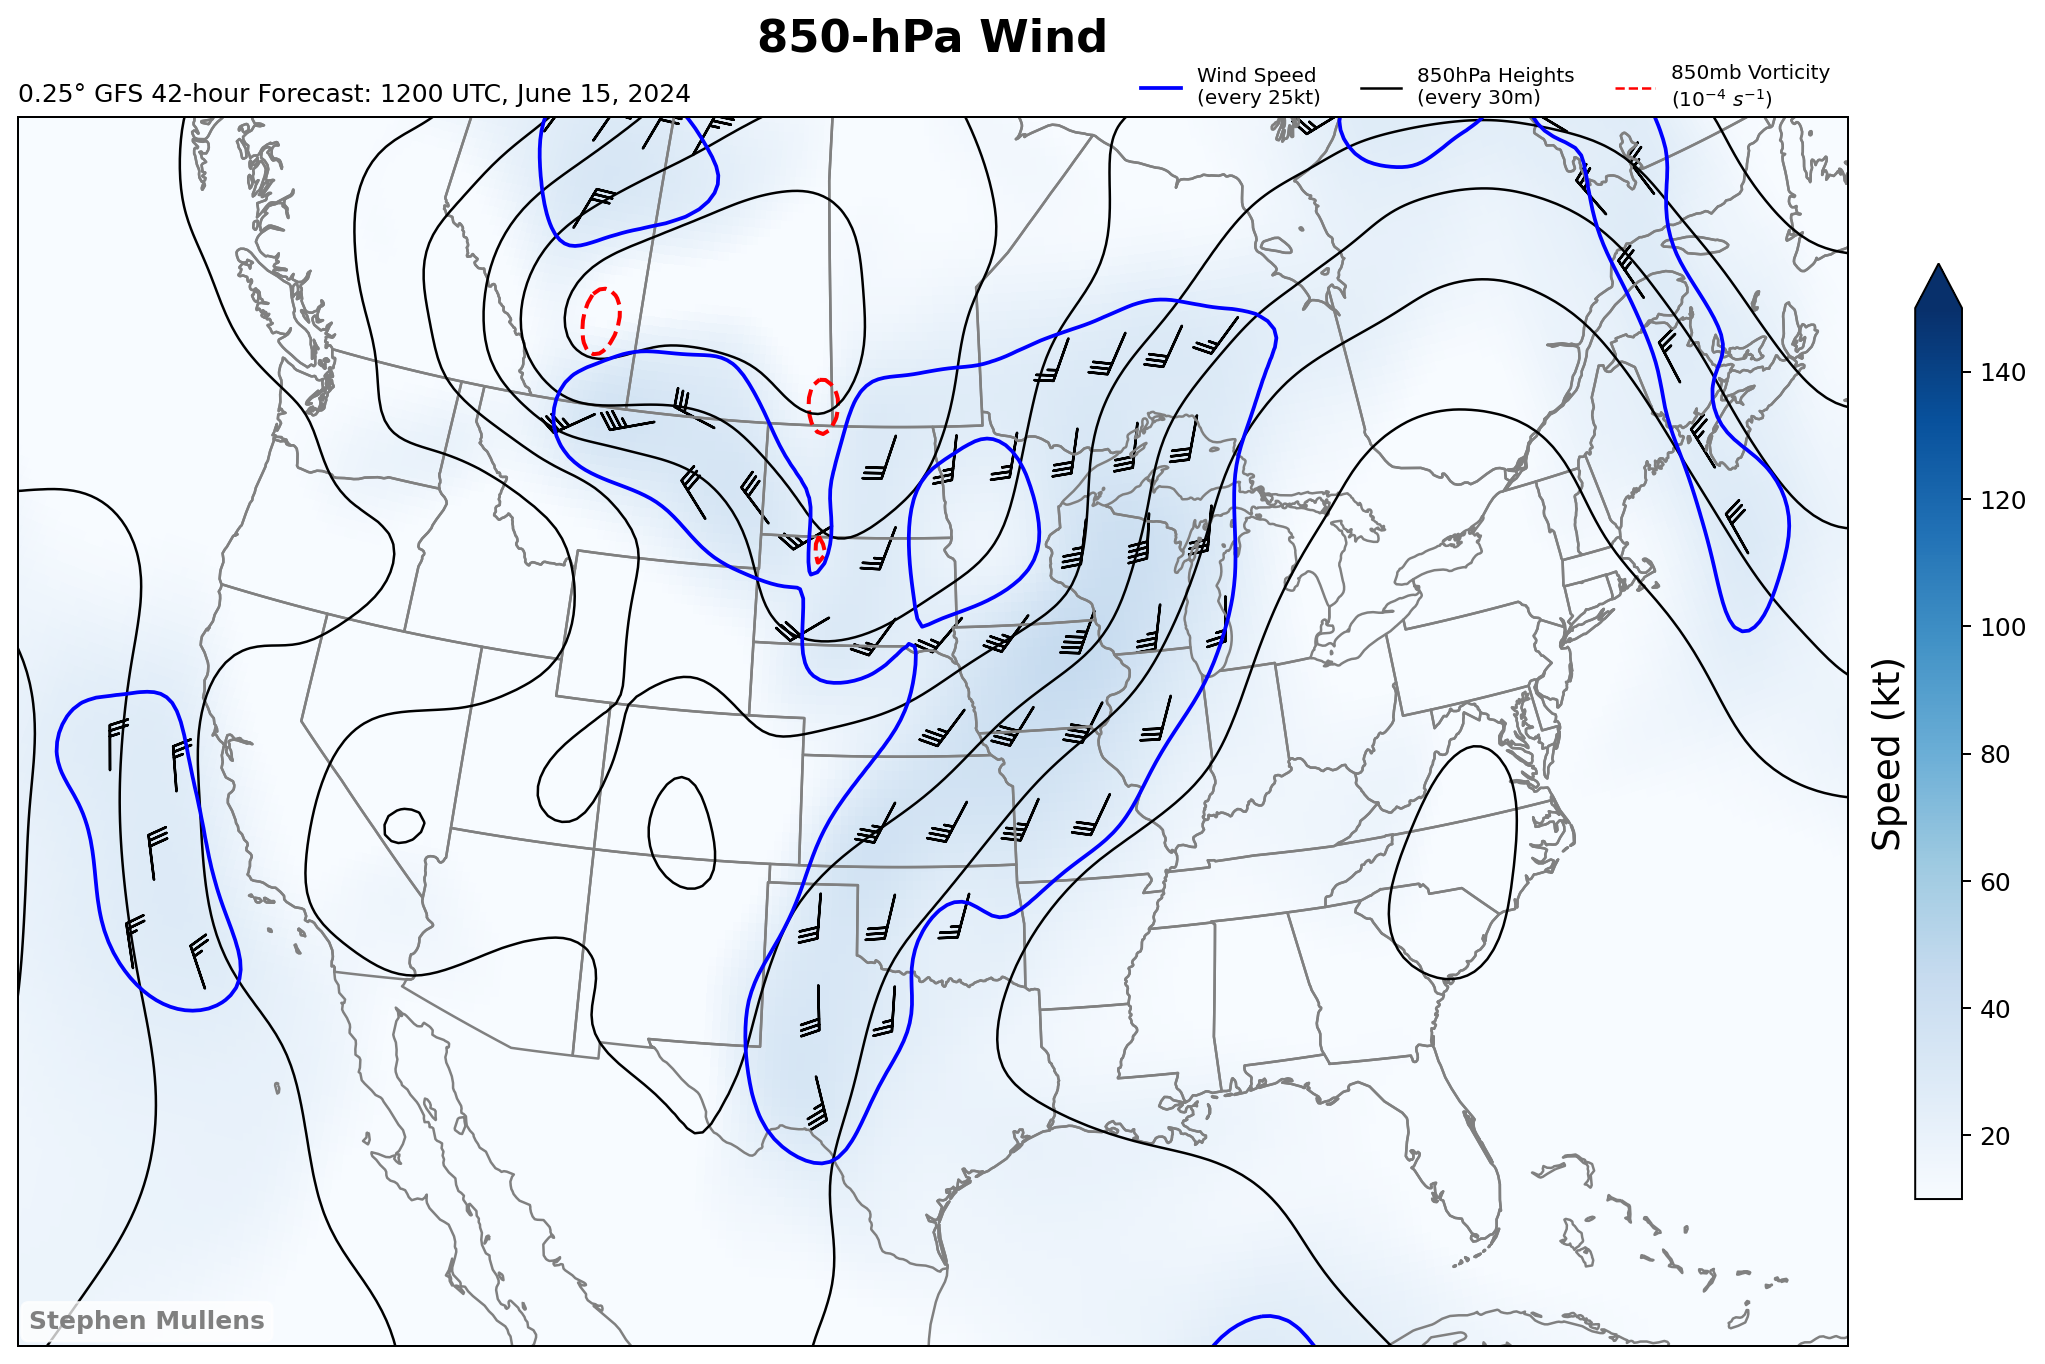 850-hPa Wind
0.25° GFS 42-hour Forecast: 1200 UTC, June 15, 2024
Wind Speed
(every 25kt)
850hPa Heights
(every 30m)
850mb Vorticity
(10⁻⁴ s⁻¹)
140
120
100
80
60
40
20
Speed (kt)
Stephen Mullens